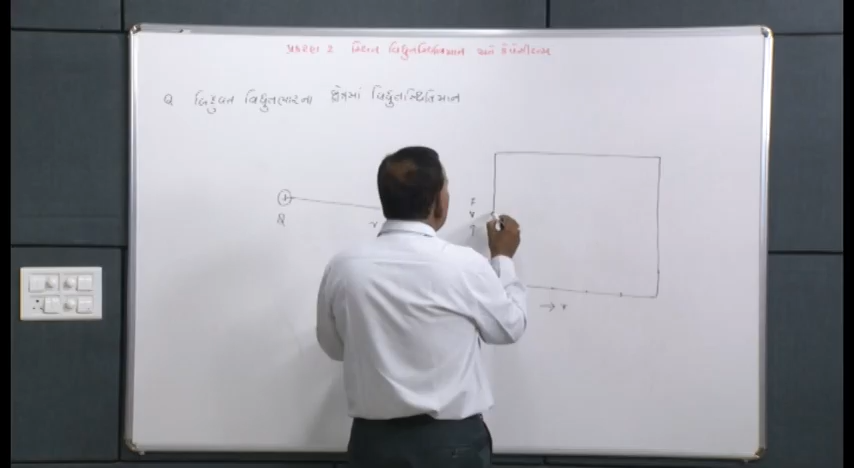 પ્રકરણ 2 સ્થિત વિદ્યુતસ્થિતિમાન અને કેપેસીટન્સ
Q બિંદુવત વિદ્યુતભારના ક્ષેત્રમાં વિદ્યુતસ્થિતિમાન
+
Q
r
E
V
↑
→ r